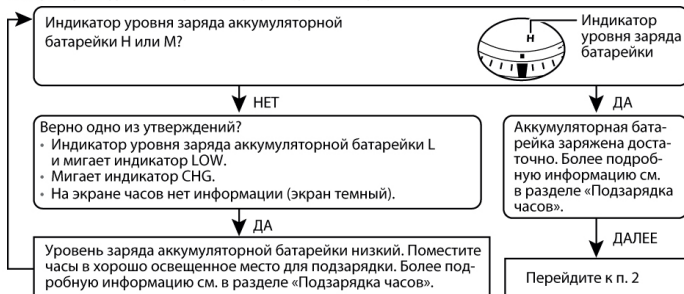 Индикатор уровня заряда аккумуляторной
батарейки H или M?
H
Индикатор
уровня заряда
батарейки
НЕТ
ДА
Верно одно из утверждений?
• Индикатор уровня заряда аккумуляторной батарейки L
и мигает индикатор LOW.
• Мигает индикатор CHG.
• На экране часов нет информации (экран темный).
Аккумуляторная бата-
рейка заряжена доста-
точно. Более подроб-
ную информацию см.
в разделе «Подзарядка
часов».
ДА
ДАЛЕЕ
Уровень заряда аккумуляторной батарейки низкий. Поместите
часы в хорошо освещенное место для подзарядки. Более под-
робную информацию см. в разделе «Подзарядка часов».
Перейдите к п. 2